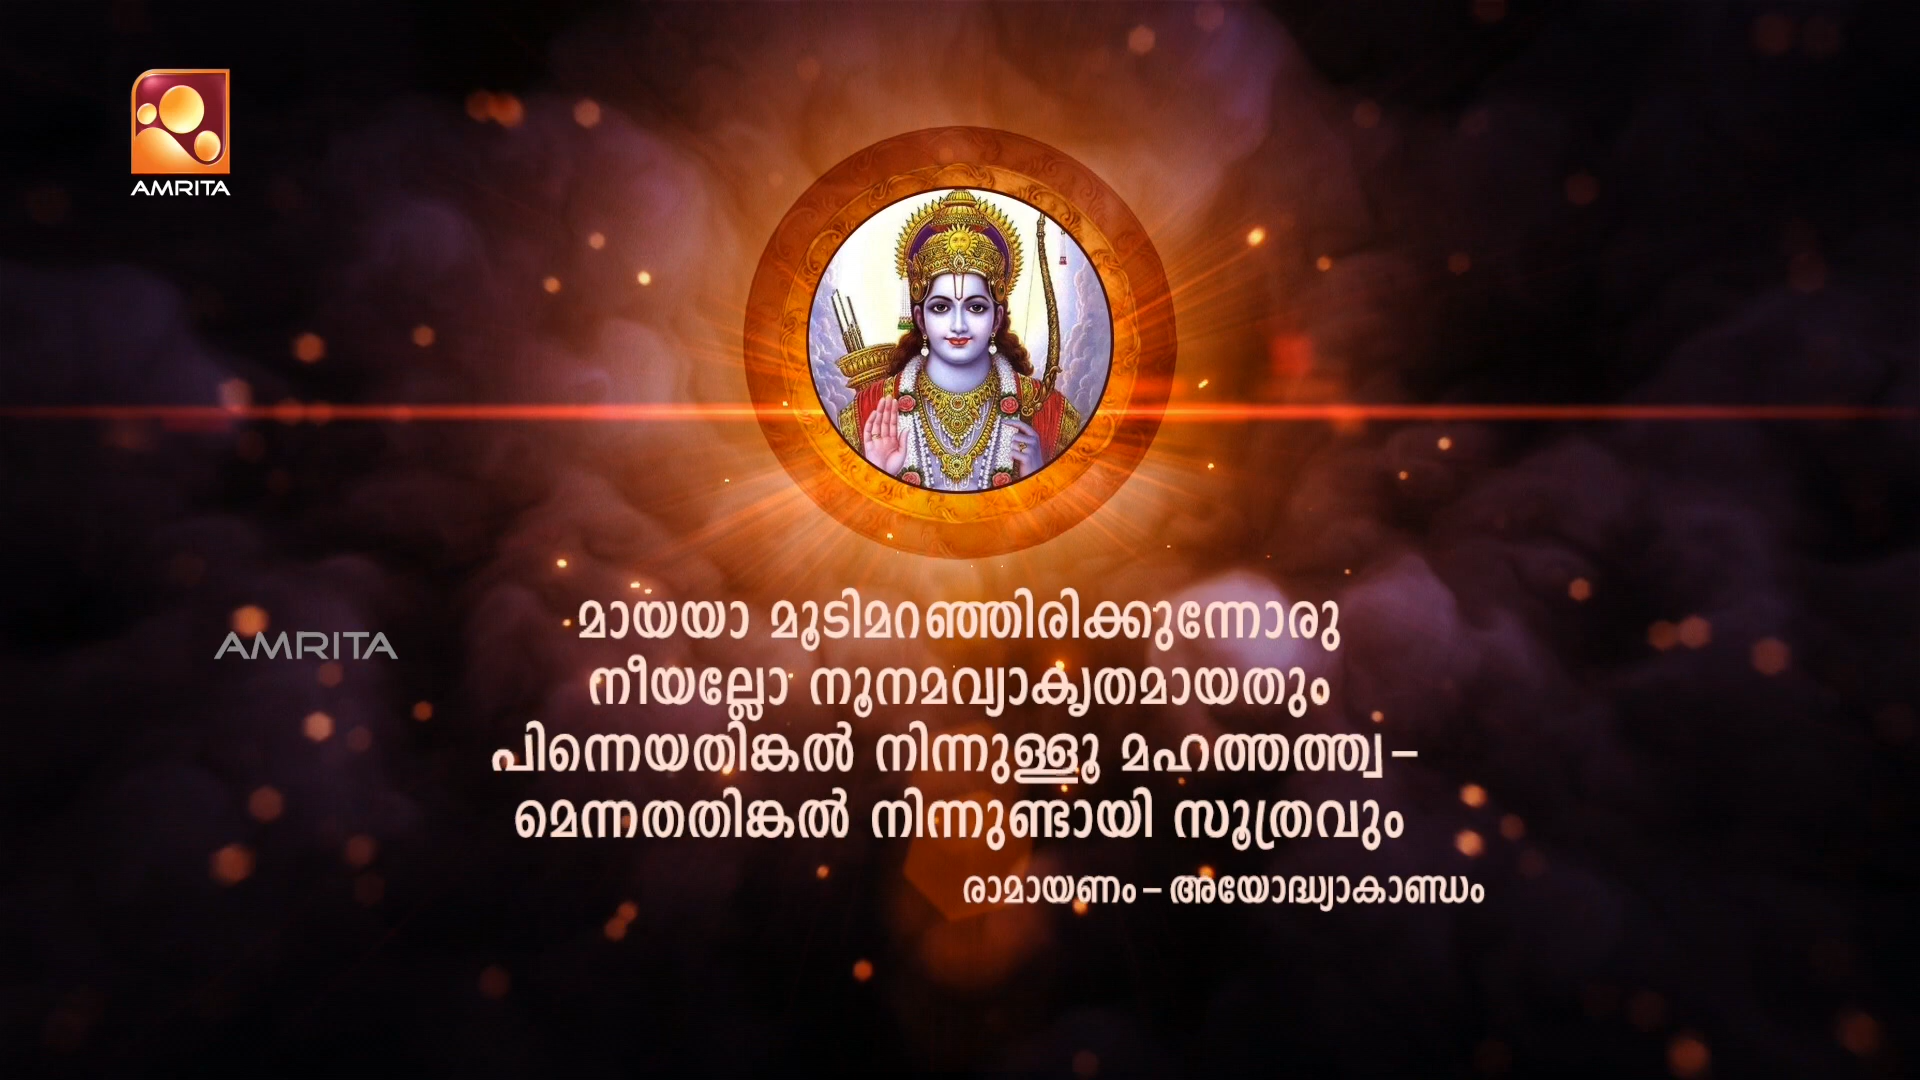 AMRITA
മായയാ മൂടിമറഞ്ഞിരിക്കുന്നോരു
AMRITA
നീയല്ലോ നൂനമവ്യാകൃതമായതും
പിന്നെയതിങ്കൽ നിന്നുള്ളൂ മഹത്തത്ത്വ-
മെന്നതതിങ്കൽ നിന്നുണ്ടായി സൂത്രവും
രാമായണം - അയോദ്ധ്യാകാണ്ഡം